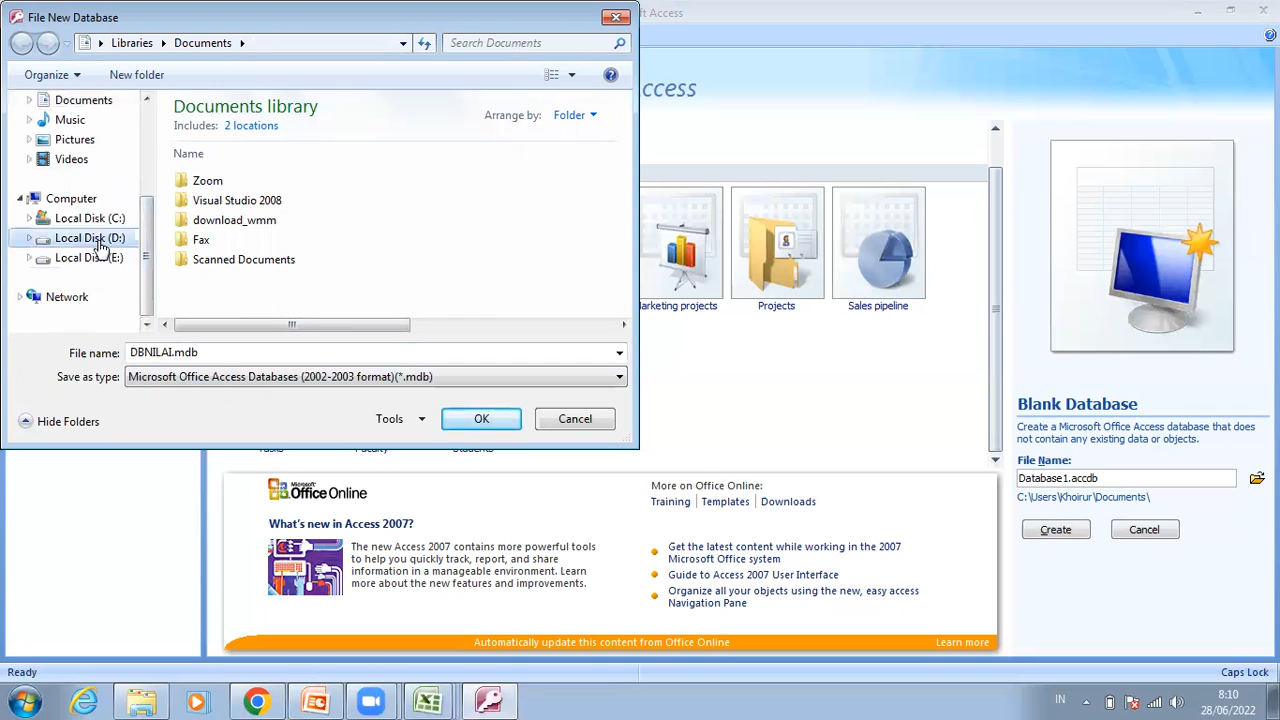 File New Database
Microsoft Access
Libraries
Documents
Search Documents
Organize
New folder
Documents
Music
Pictures
Videos
Computer
Local Disk (C:)
Local Disk (D:)
Local Disk (E:)
Network
Documents library
Includes: 2 locations
Arrange by: Folder
Name
Zoom
Visual Studio 2008
download_wmm
Fax
Scanned Documents
File name: DBNILAI.mdb
Save as type: Microsoft Office Access Databases (2002-2003 format)(*.mdb)
Hide Folders
Tools
OK
Cancel
Projects
Sales pipeline
Blank Database
Create a Microsoft Office Access database that does
not contain any existing data or objects.
File Name:
Database1.accdb
C:\Users\Khoirur\Documents\
Create
Cancel
Microsoft
Office Online
What's new in Access 2007?
The new Access 2007 contains more powerful tools
to help you quickly track, report, and share
information in a manageable environment. Learn
more about the new features and improvements.
More on Office Online:
Training | Templates | Downloads
Get the latest content while working in the 2007
Microsoft Office system
Guide to Access 2007 User Interface
Organize all your objects using the new, easy access
Navigation Pane
Automatically update this content from Office Online
Learn more
Ready
Caps Lock
IN
8:10
28/06/2022